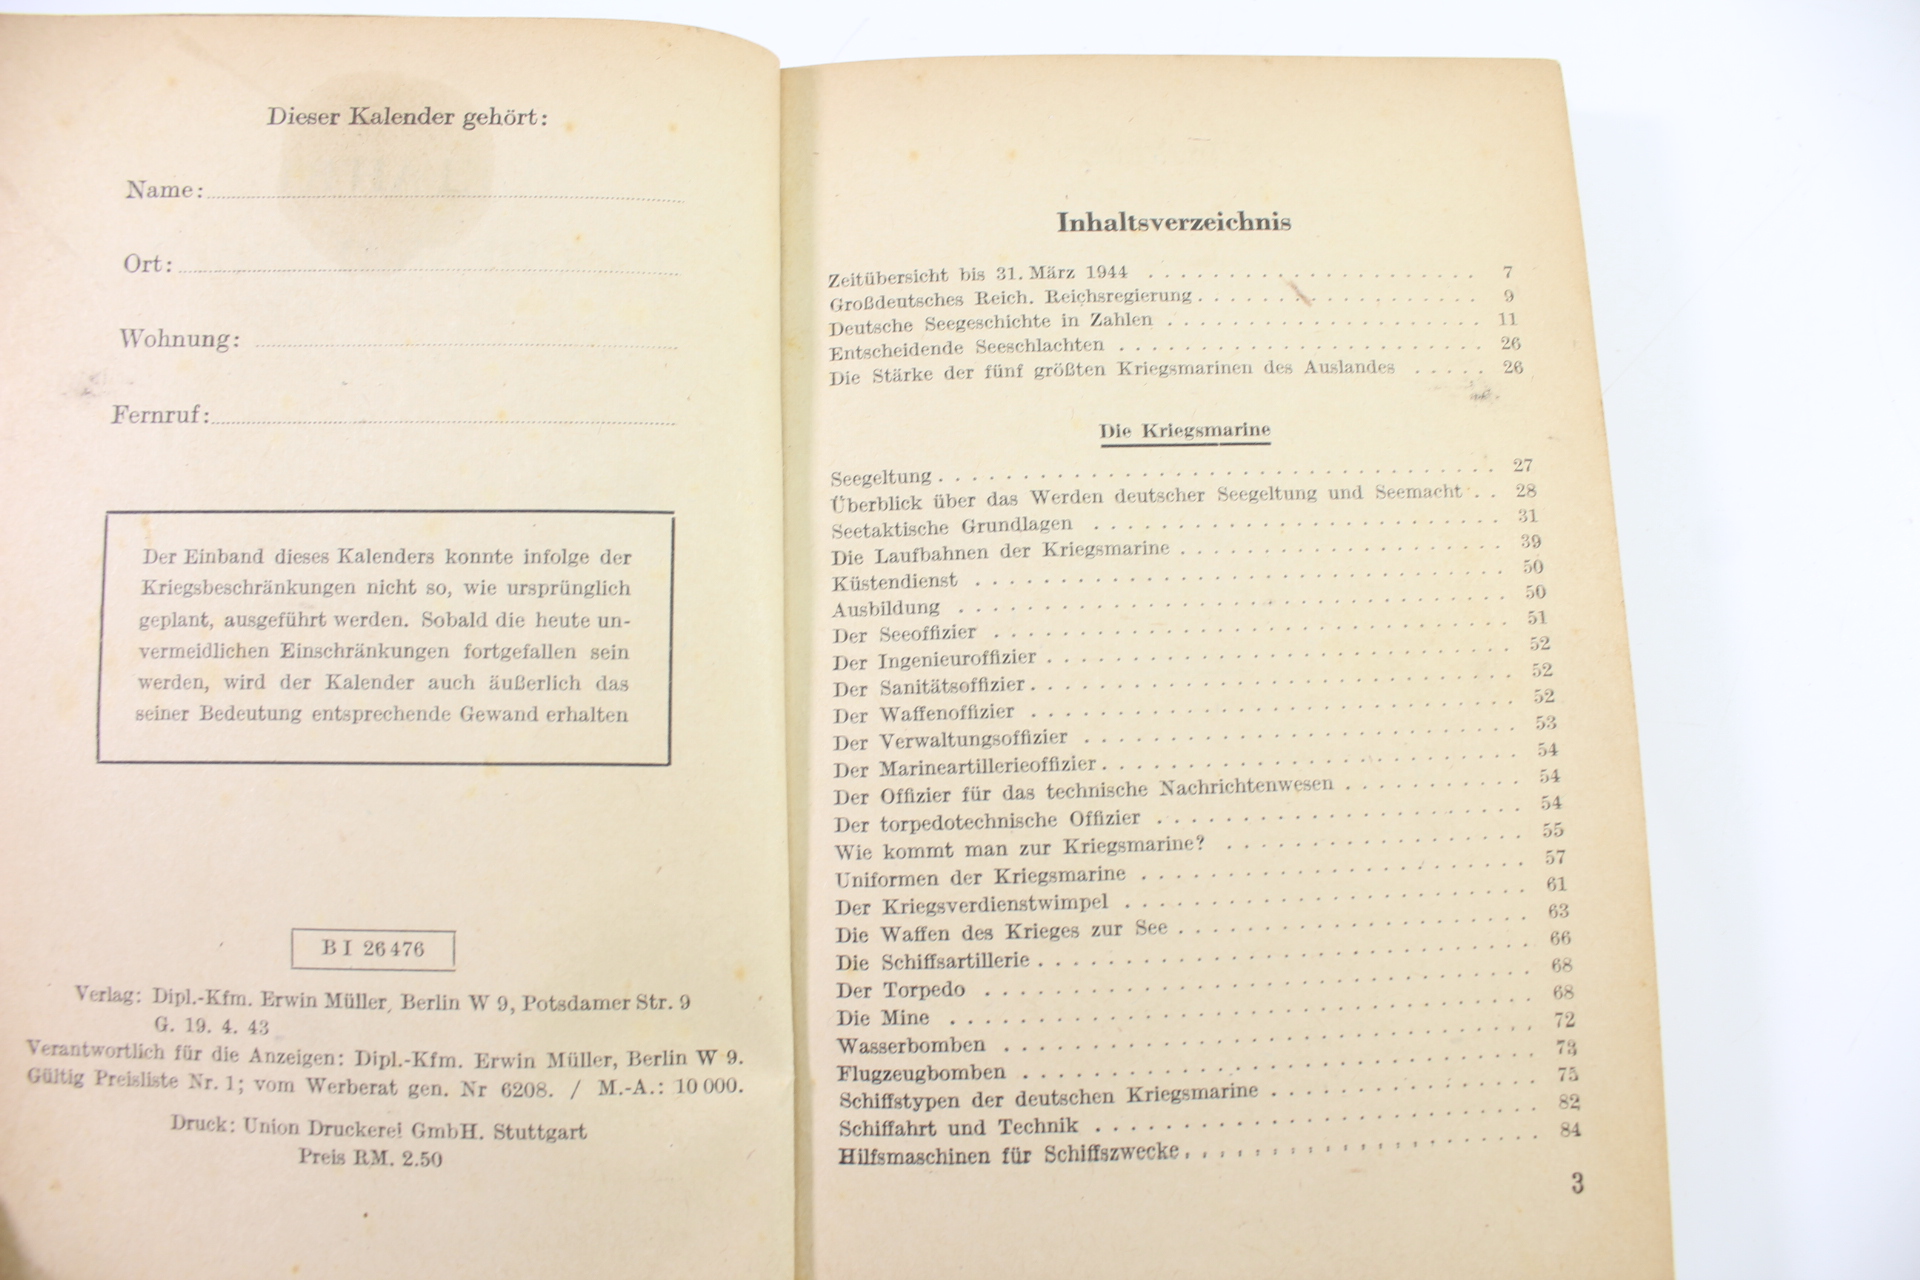 Dieser Kalender gehört:
Name:
Ort:
Wohnung:
Fernruf:
Der Einband dieses Kalenders konnte infolge der
Kriegsbeschränkungen nicht so, wie ursprünglich
geplant, ausgeführt werden. Sobald die heute un-
vermeidlichen Einschränkungen fortgefallen sein
werden, wird der Kalender auch äußerlich das
seiner Bedeutung entsprechende Gewand erhalten
B I 26 476
Verlag: Dipl.-Kfm. Erwin Müller, Berlin W 9, Potsdamer Str. 9
G. 19. 4. 43
Verantwortlich für die Anzeigen: Dipl.-Kfm. Erwin Müller, Berlin W 9.
Gültig Preisliste Nr. 1; vom Werberat gen. Nr 6208. / M.-A.: 10 000.
Druck: Union Druckerei GmbH. Stuttgart
Preis RM. 2.50
Inhaltsverzeichnis
Zeitübersicht bis 31. März 1944 . . . . . 7
Großdeutsches Reich. Reichsregierung . . . . . 9
Deutsche Seegeschichte in Zahlen . . . . . 11
Entscheidende Seeschlachten . . . . . 26
Die Stärke der fünf größten Kriegsmarinen des Auslandes . . . . . 26
Die Kriegsmarine
Seegeltung . . . . . 27
Überblick über das Werden deutscher Seegeltung und Seemacht . . 28
Seetaktische Grundlagen . . . . . 31
Die Laufbahnen der Kriegsmarine . . . . . 39
Küstendienst . . . . . 50
Ausbildung . . . . . 50
Der Seeoffizier . . . . . 51
Der Ingenieuroffizier . . . . . 52
Der Sanitätsoffizier . . . . . 52
Der Waffenoffizier . . . . . 52
Der Verwaltungsoffizier . . . . . 53
Der Marineartillerieoffizier . . . . . 54
Der Offizier für das technische Nachrichtenwesen . . . . . 54
Der torpedotechnische Offizier . . . . . 54
Wie kommt man zur Kriegsmarine? . . . . . 55
Uniformen der Kriegsmarine . . . . . 57
Der Kriegsverdienstwimpel . . . . . 61
Die Waffen des Krieges zur See . . . . . 63
Die Schiffsartillerie . . . . . 66
Der Torpedo . . . . . 68
Die Mine . . . . . 68
Wasserbomben . . . . . 72
Flugzeugbomben . . . . . 73
Schiffstypen der deutschen Kriegsmarine . . . . . 75
Schiffahrt und Technik . . . . . 82
Hilfsmaschinen für Schiffszwecke . . . . . 84
3